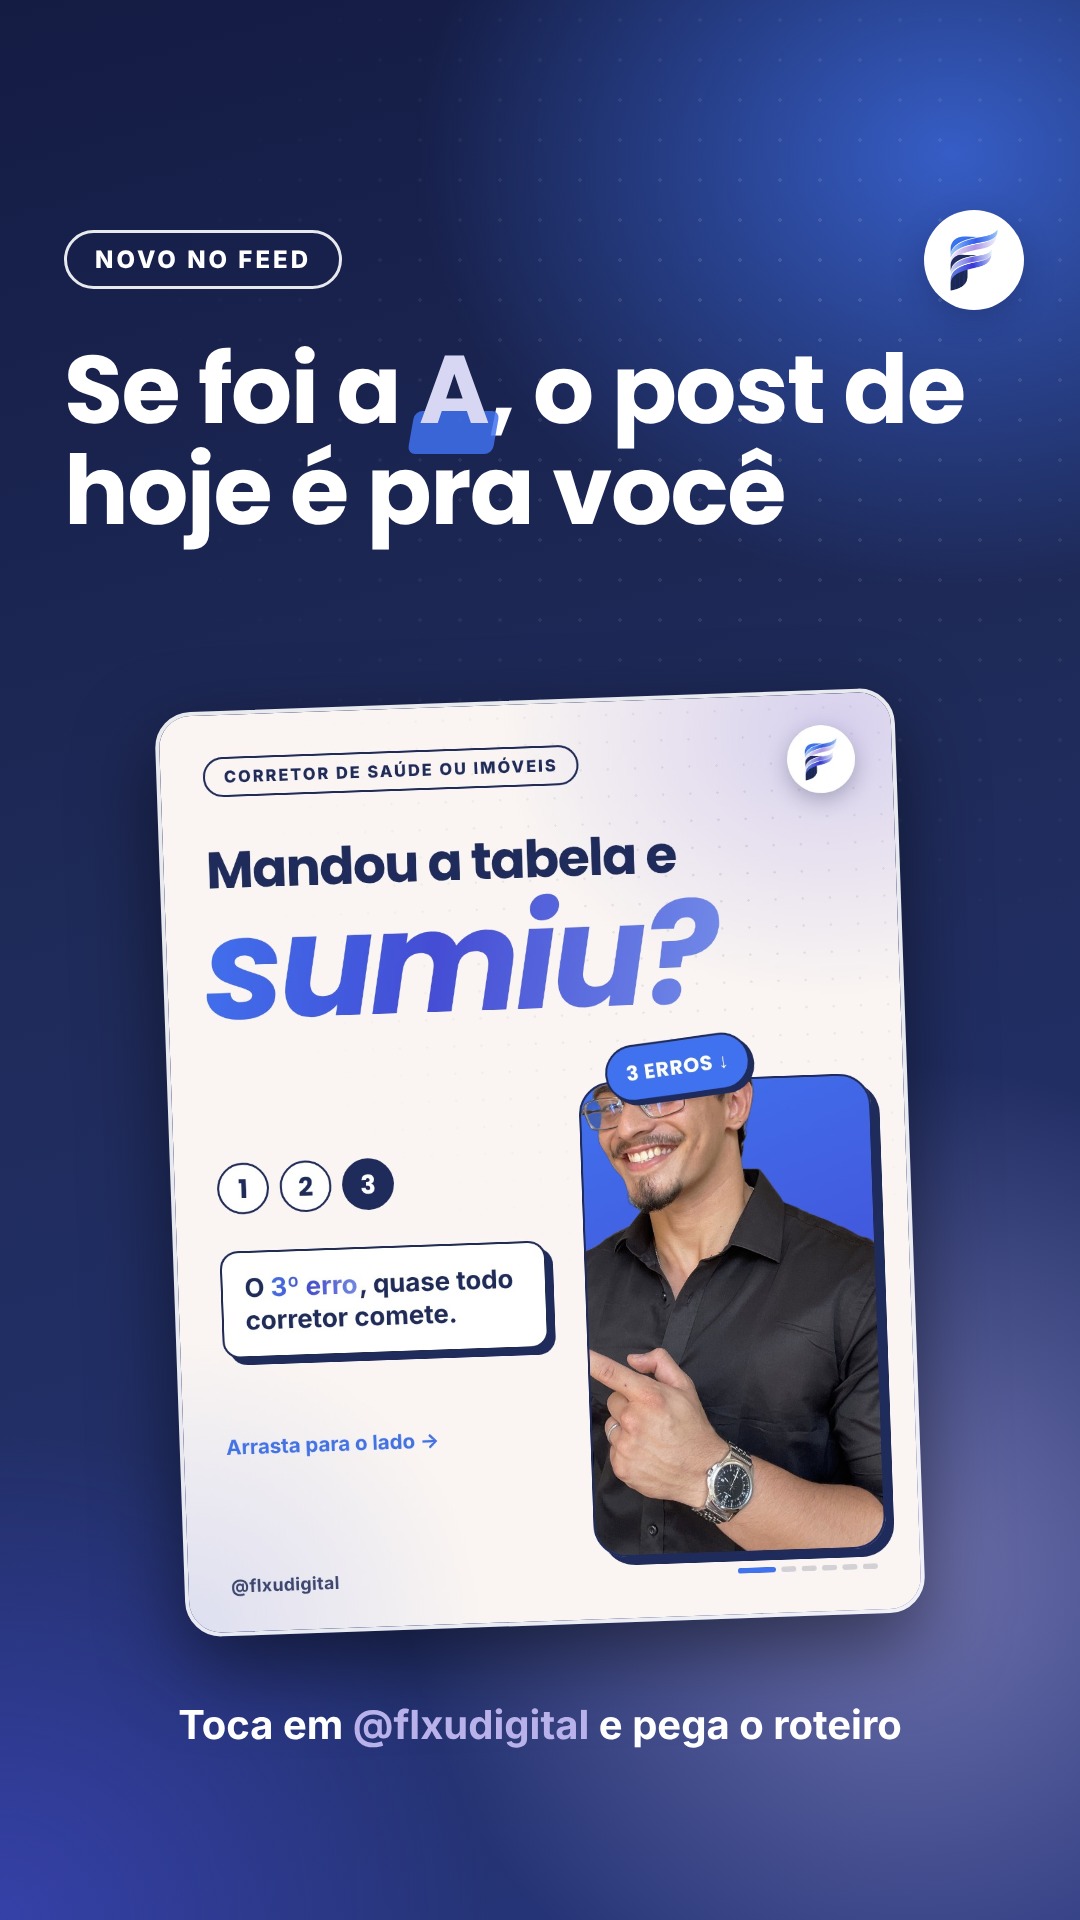 NOVO NO FEED
Se foi a A, o post de
hoje é pra você
CORRETOR DE SAÚDE OU IMÓVEIS
Mandou a tabela e
sumiu?
3 ERROS ↓
1 2 3
O 3º erro, quase todo
corretor comete.
Arrasta para o lado →
@flxudigital
Toca em @flxudigital e pega o roteiro